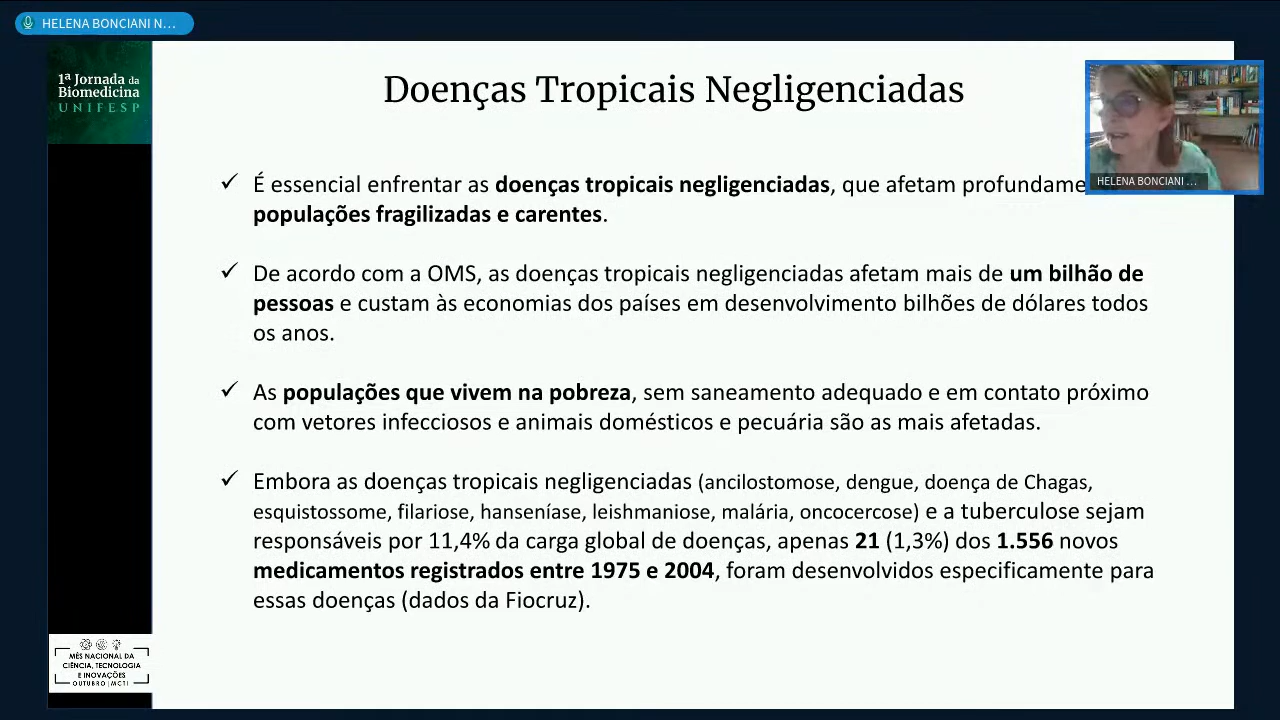 HELENA BONCIANI N...
1ª Jornada da
Biomedicina
UNIFESP
Doenças Tropicais Negligenciadas
HELENA BONCIANI ...
✓ É essencial enfrentar as doenças tropicais negligenciadas, que afetam profundame
populações fragilizadas e carentes.
✓ De acordo com a OMS, as doenças tropicais negligenciadas afetam mais de um bilhão de
pessoas e custam às economias dos países em desenvolvimento bilhões de dólares todos
os anos.
✓ As populações que vivem na pobreza, sem saneamento adequado e em contato próximo
com vetores infecciosos e animais domésticos e pecuária são as mais afetadas.
✓ Embora as doenças tropicais negligenciadas (ancilostomose, dengue, doença de Chagas,
esquistossome, filariose, hanseníase, leishmaniose, malária, oncocercose) e a tuberculose sejam
responsáveis por 11,4% da carga global de doenças, apenas 21 (1,3%) dos 1.556 novos
medicamentos registrados entre 1975 e 2004, foram desenvolvidos especificamente para
essas doenças (dados da Fiocruz).
MÊS NACIONAL DA
CIÊNCIA, TECNOLOGIA
E INOVAÇÕES
OUTUBRO | MCTI